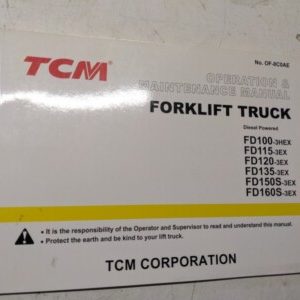 No. OF-8C0AE
TCM
OPERATION &
MAINTENANCE MANUAL
FORKLIFT TRUCK
Diesel Powered
FD100-3HEX
FD115-3EX
FD120-3EX
FD135-3EX
FD150S-3EX
FD160S-3EX
• It is the responsibility of the Operator and Supervisor to read and understand this manual.
• Protect the earth and be kind to your lift truck.
TCM CORPORATION